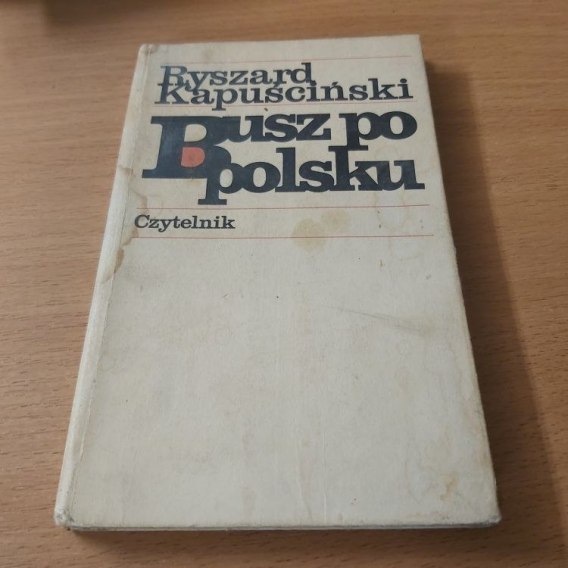 Ryszard
Kapuściński
Busz po
polsku
Czytelnik